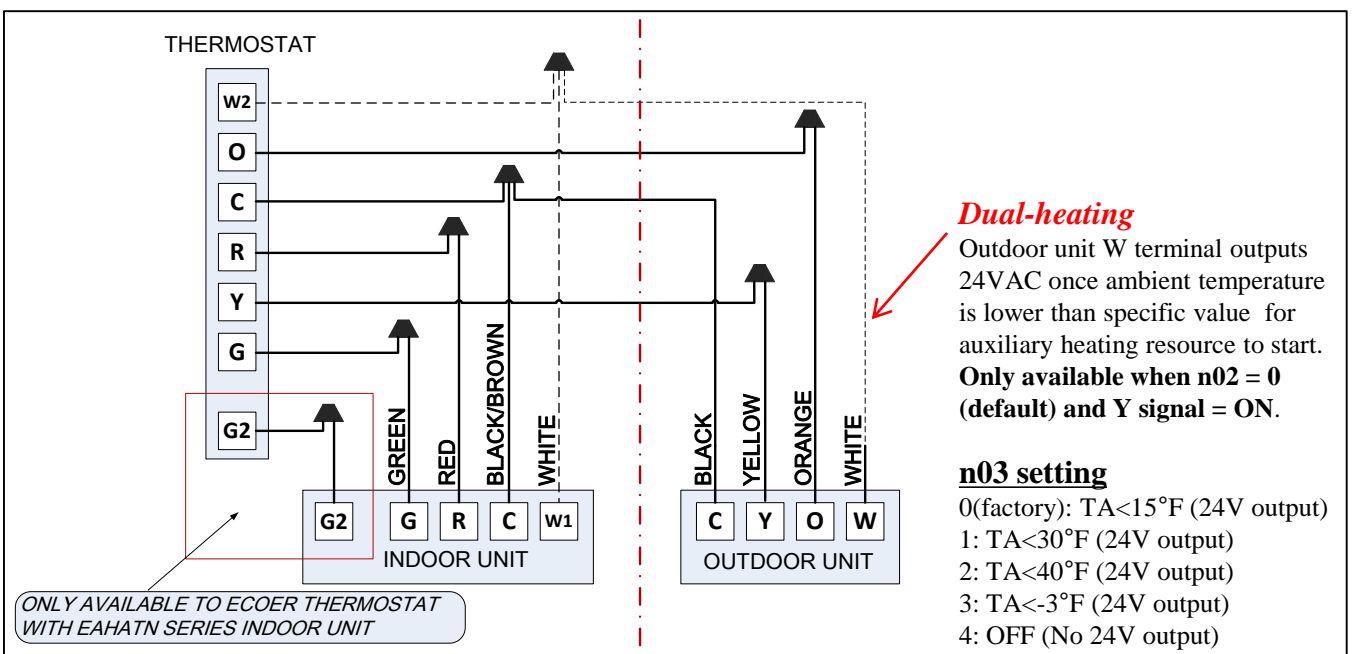 THERMOSTAT
W2
O
C
R
Y
G
G2
GREEN
RED
BLACK/BROWN
WHITE
G2
G
R
C
W1
INDOOR UNIT
BLACK
YELLOW
ORANGE
WHITE
C
Y
O
W
OUTDOOR UNIT
ONLY AVAILABLE TO ECOER THERMOSTAT
WITH EAHATN SERIES INDOOR UNIT
Dual-heating
Outdoor unit W terminal outputs
24VAC once ambient temperature
is lower than specific value for
auxiliary heating resource to start.
Only available when n02 = 0
(default) and Y signal = ON.
n03 setting
0(factory): TA<15°F (24V output)
1: TA<30°F (24V output)
2: TA<40°F (24V output)
3: TA<-3°F (24V output)
4: OFF (No 24V output)